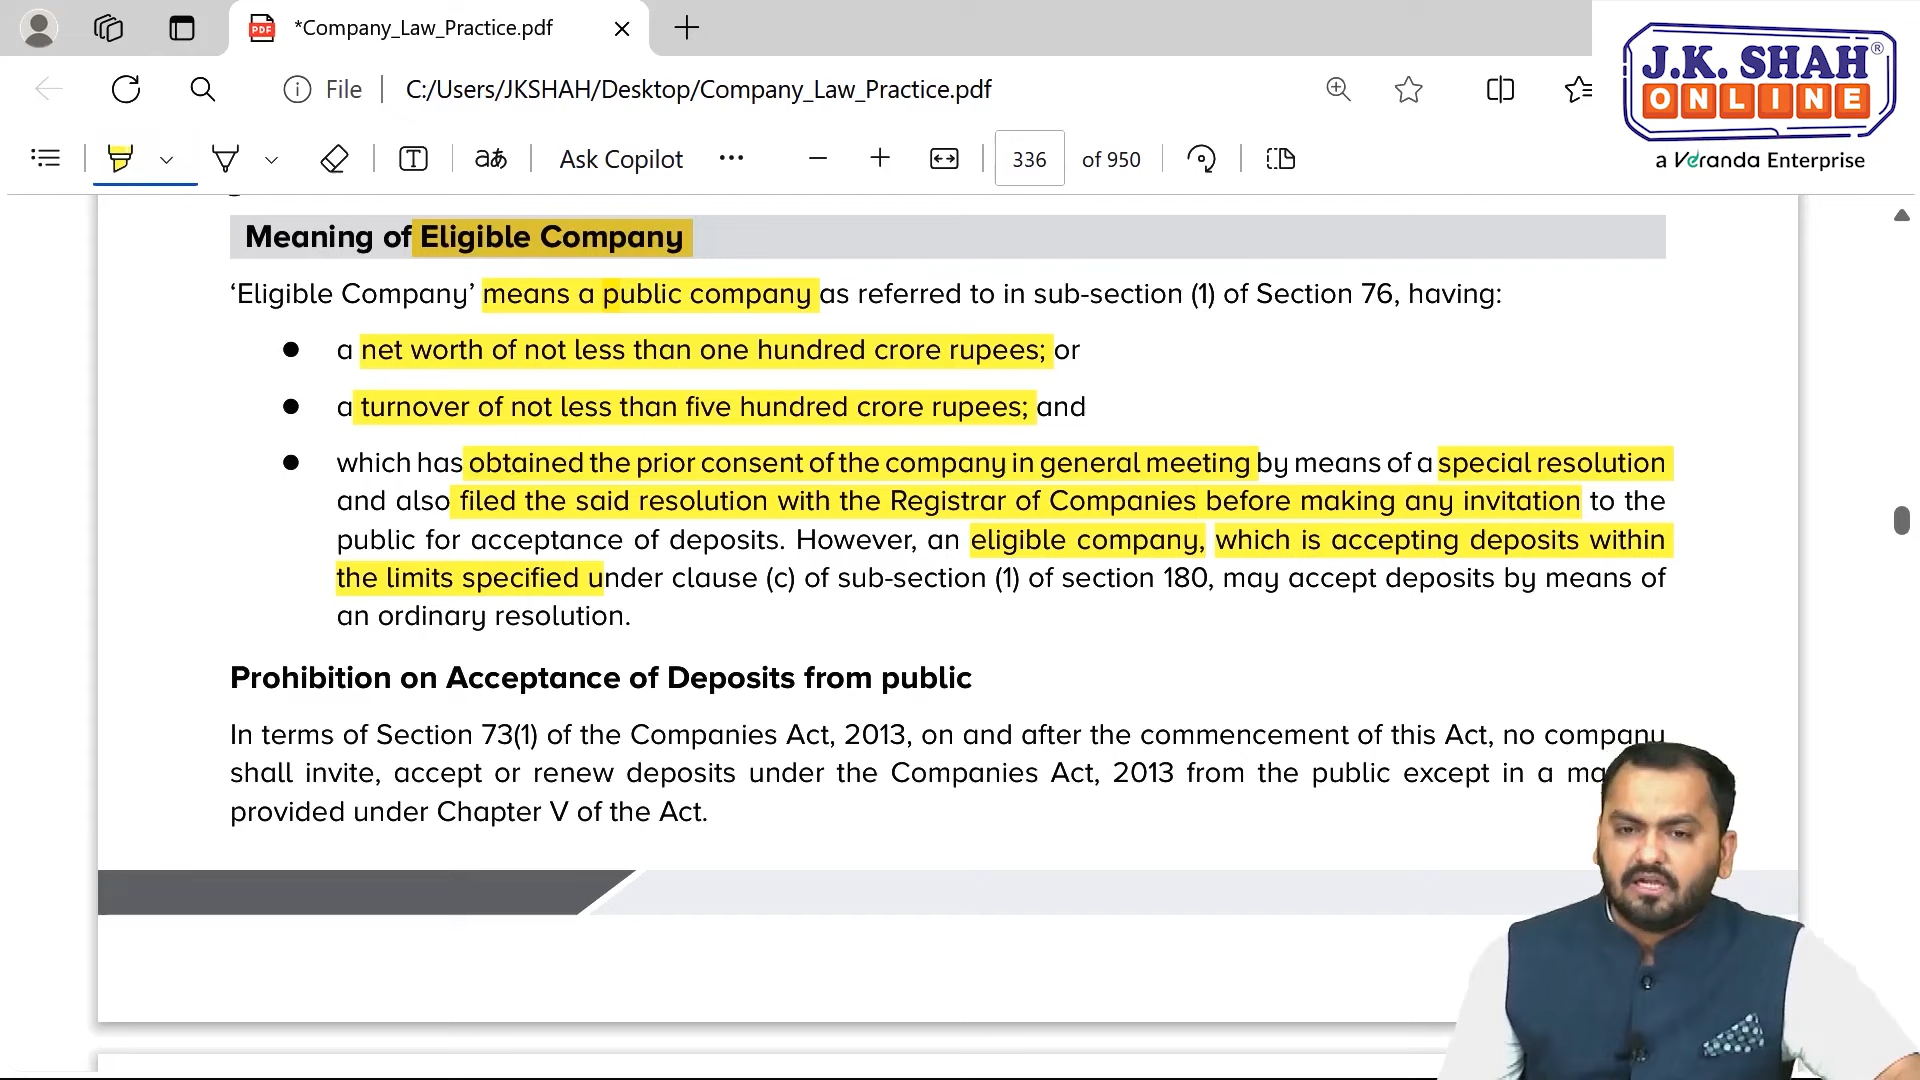 *Company_Law_Practice.pdf
File
C:/Users/JKSHAH/Desktop/Company_Law_Practice.pdf
J.K. SHAH®
ONLINE
a Veranda Enterprise
Ask Copilot
336 of 950
Meaning of Eligible Company
‘Eligible Company’ means a public company as referred to in sub-section (1) of Section 76, having:
● a net worth of not less than one hundred crore rupees; or
● a turnover of not less than five hundred crore rupees; and
● which has obtained the prior consent of the company in general meeting by means of a special resolution
and also filed the said resolution with the Registrar of Companies before making any invitation to the
public for acceptance of deposits. However, an eligible company, which is accepting deposits within
the limits specified under clause (c) of sub-section (1) of section 180, may accept deposits by means of
an ordinary resolution.
Prohibition on Acceptance of Deposits from public
In terms of Section 73(1) of the Companies Act, 2013, on and after the commencement of this Act, no company
shall invite, accept or renew deposits under the Companies Act, 2013 from the public except in a
provided under Chapter V of the Act.